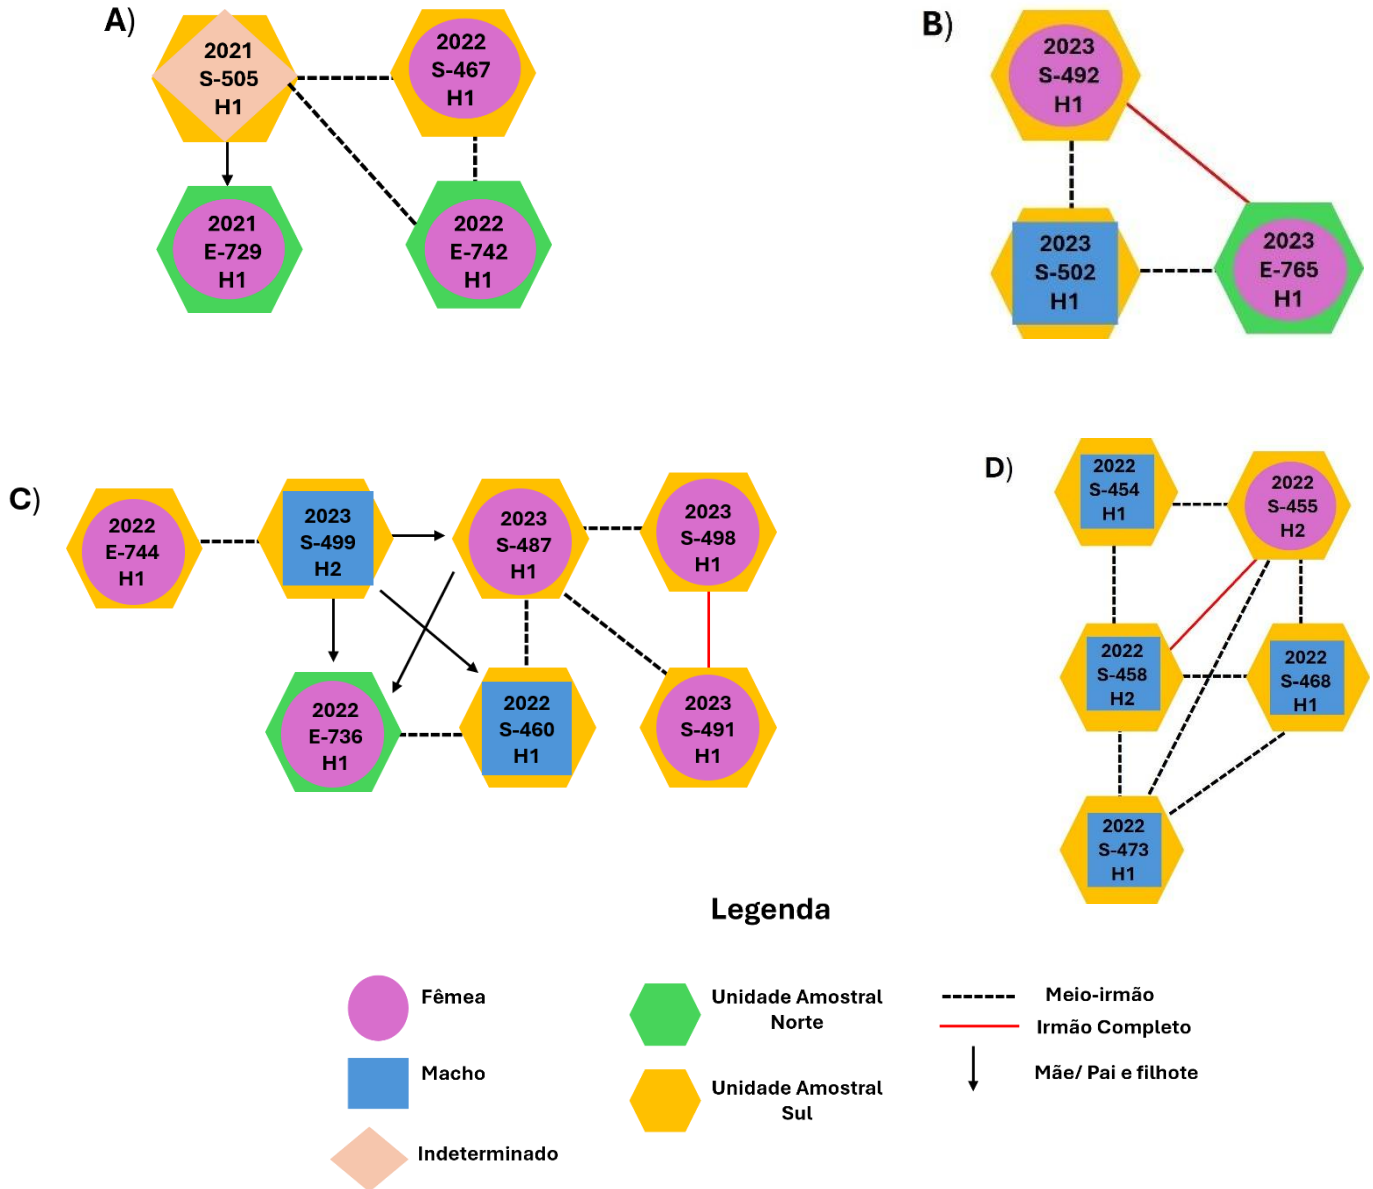 A)
2021
S-505
H1
2022
S-467
H1
2021
E-729
H1
2022
E-742
H1
B)
2023
S-492
H1
2023
S-502
H1
2023
E-765
H1
C)
2022
E-744
H1
2023
S-499
H2
2023
S-487
H1
2023
S-498
H1
2022
E-736
H1
2022
S-460
H1
2023
S-491
H1
D)
2022
S-454
H1
2022
S-455
H2
2022
S-458
H2
2022
S-468
H1
2022
S-473
H1
Legenda
Fêmea
Macho
Indeterminado
Unidade Amostral
Norte
Unidade Amostral
Sul
Meio-irmão
Irmão Completo
Mãe/ Pai e filhote